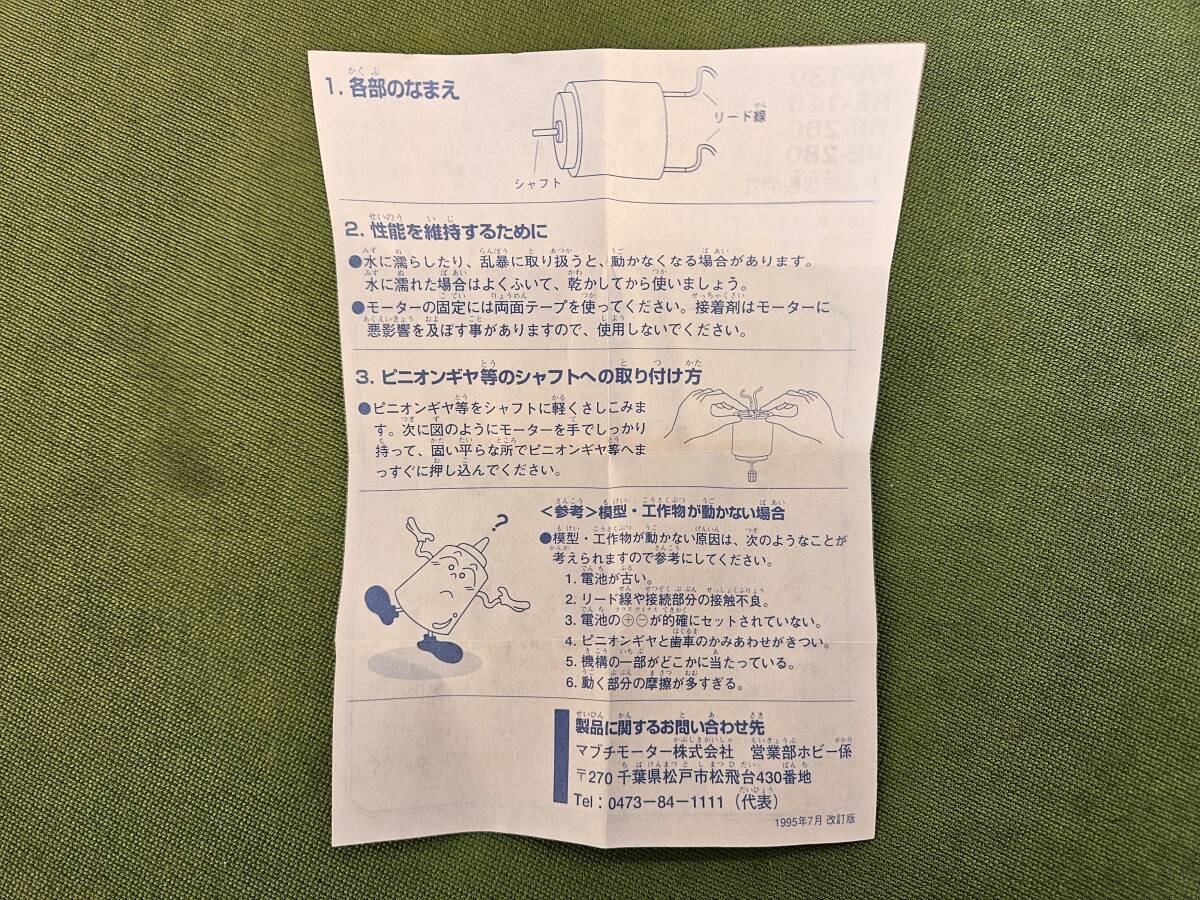 1. 各部のなまえ
リード線
シャフト
2. 性能を維持するために
●水に濡らしたり、乱暴に取り扱うと、動かなくなる場合があります。
水に濡れた場合はよくふいて、乾かしてから使いましょう。
●モーターの固定には両面テープを使ってください。接着剤はモーターに
悪影響を及ぼす事がありますので、使用しないでください。
3. ピニオンギヤ等のシャフトへの取り付け方
●ピニオンギヤ等をシャフトに軽くさしこみま
す。次に図のようにモーターを手でしっかり
持って、固い平らな所でピニオンギヤ等へま
っすぐに押し込んでください。
?
<参考>模型・工作物が動かない場合
●模型・工作物が動かない原因は、次のようなことが
考えられますので参考にしてください。
1. 電池が古い。
2. リード線や接続部分の接触不良。
3. 電池の⊕⊖が的確にセットされていない。
4. ピニオンギヤと歯車のかみあわせがきつい。
5. 機構の一部がどこかに当たっている。
6. 動く部分の摩擦が多すぎる。
製品に関するお問い合わせ先
マブチモーター株式会社 営業部ホビー係
〒270 千葉県松戸市松飛台430番地
Tel：0473-84-1111（代表）
1995年7月 改訂版